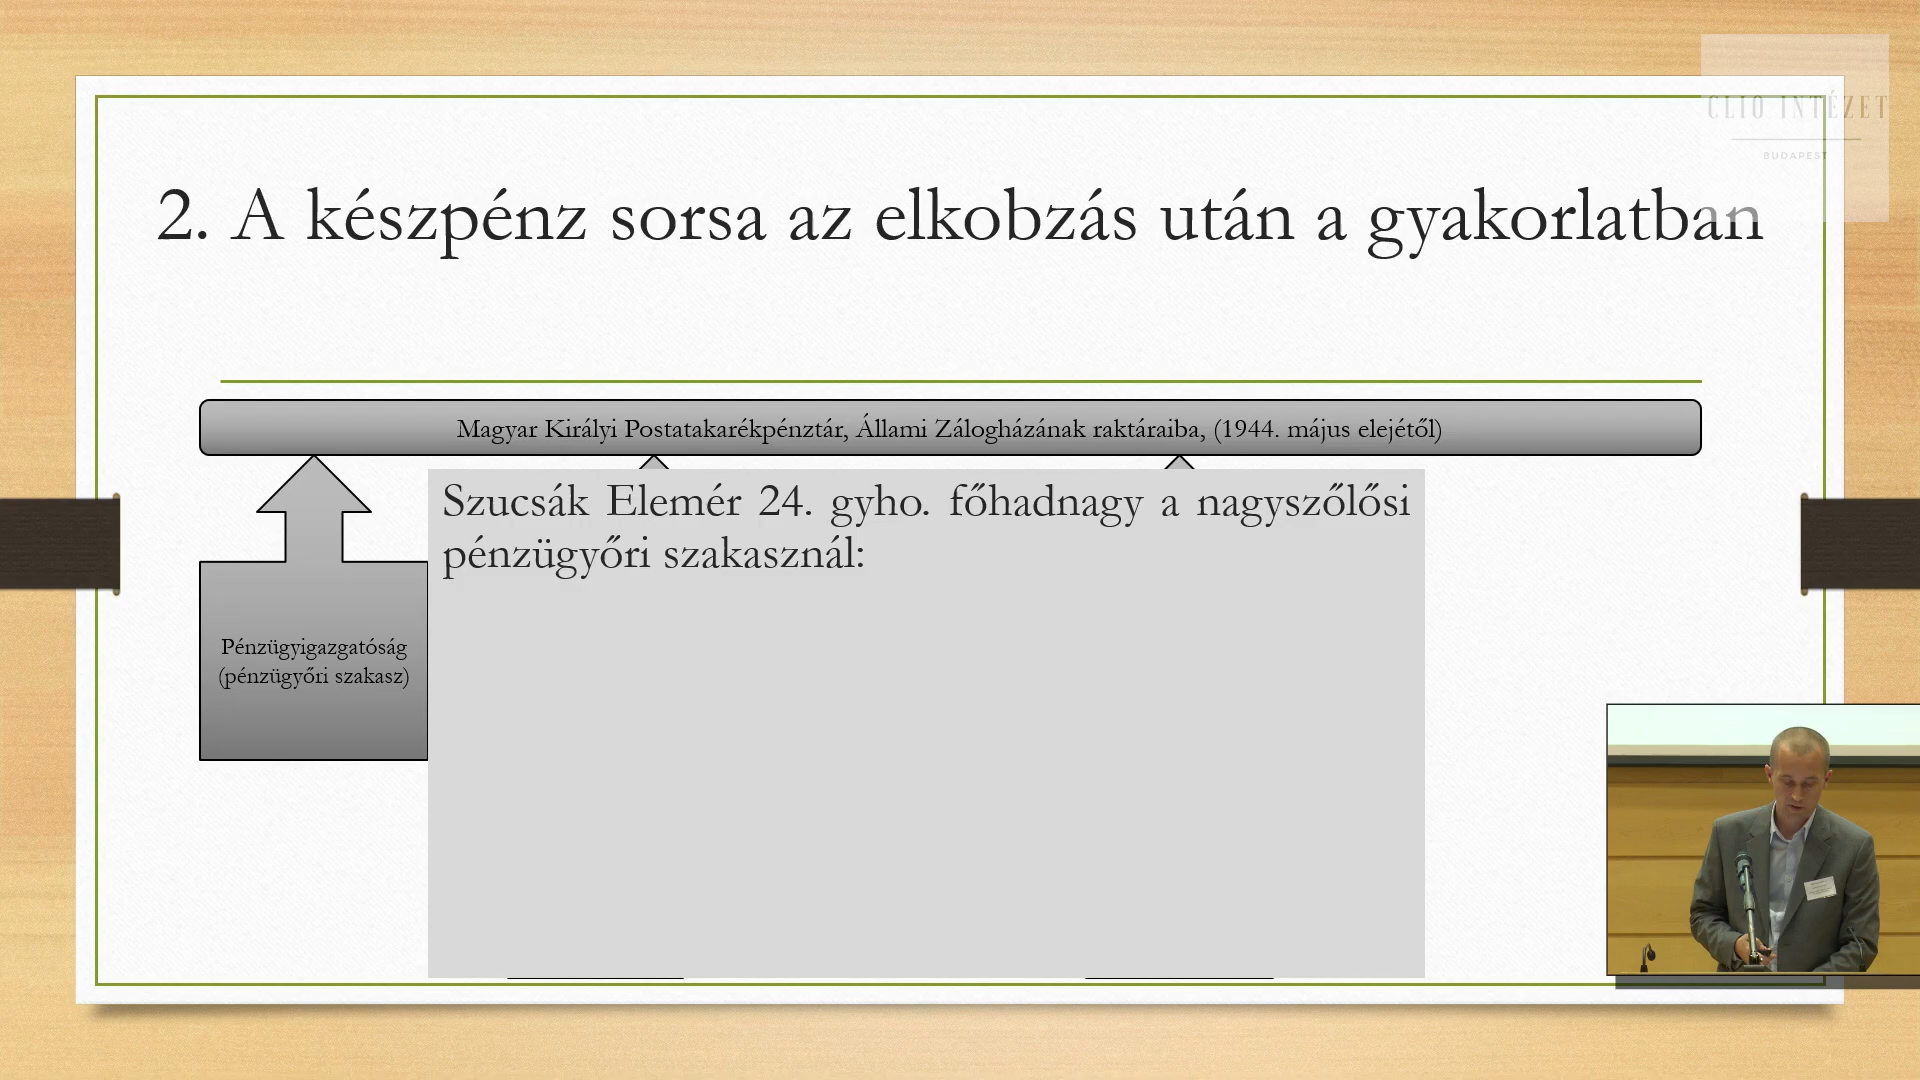 CLIO INTÉZET
BUDAPEST
2. A készpénz sorsa az elkobzás után a gyakorlatban
Magyar Királyi Postatakarékpénztár, Állami Zálogházának raktáraiba, (1944. május elejétől)
Szucsák Elemér 24. gyho. főhadnagy a nagyszőlősi
pénzügyőri szakasznál:
Pénzügyigazgatóság
(pénzügyőri szakasz)